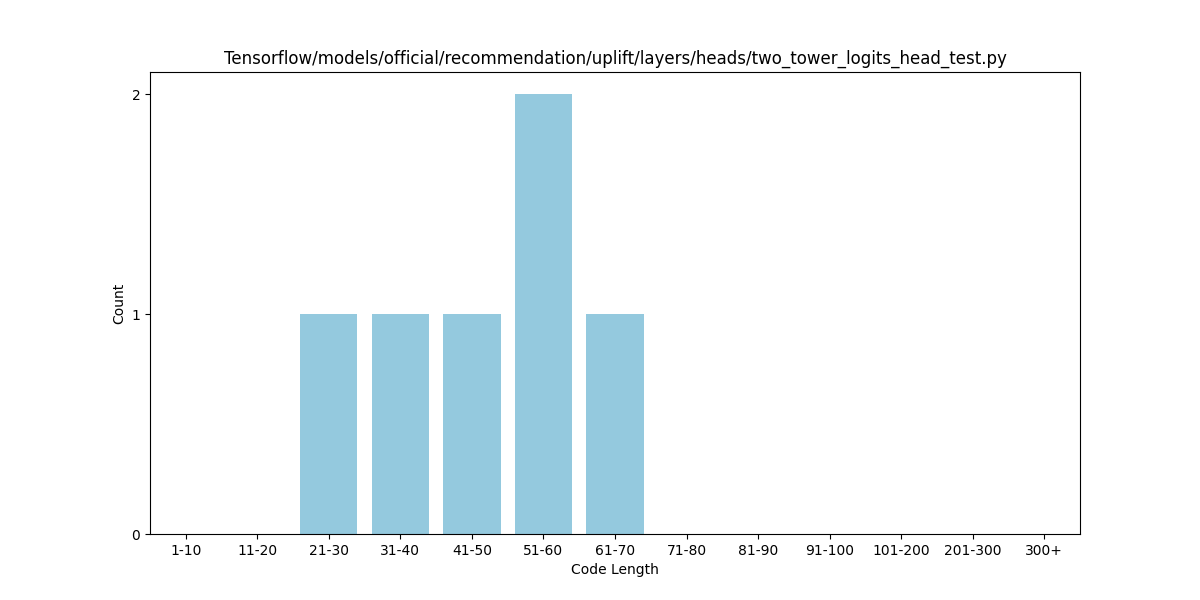 Tensorflow/models/official/recommendation/uplift/layers/heads/two_tower_logits_head_test.py
Count
2
1
0
1-10 11-20 21-30 31-40 41-50 51-60 61-70 71-80 81-90 91-100 101-200 201-300 300+
Code Length